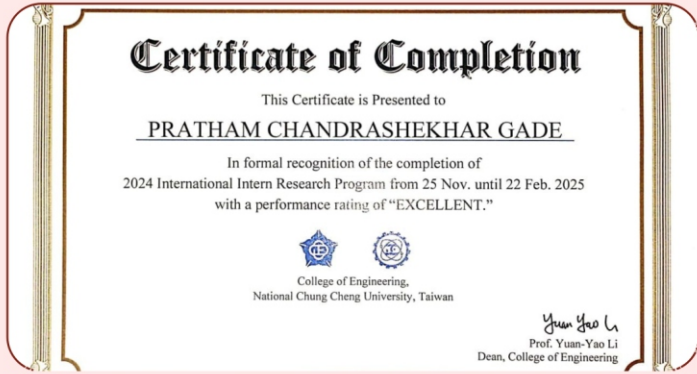 Certificate of Completion
This Certificate is Presented to
PRATHAM CHANDRASHEKHAR GADE
In formal recognition of the completion of
2024 International Intern Research Program from 25 Nov. until 22 Feb. 2025
with a performance rating of “EXCELLENT.”
College of Engineering,
National Chung Cheng University, Taiwan
Yuan Yao Li
Prof. Yuan-Yao Li
Dean, College of Engineering